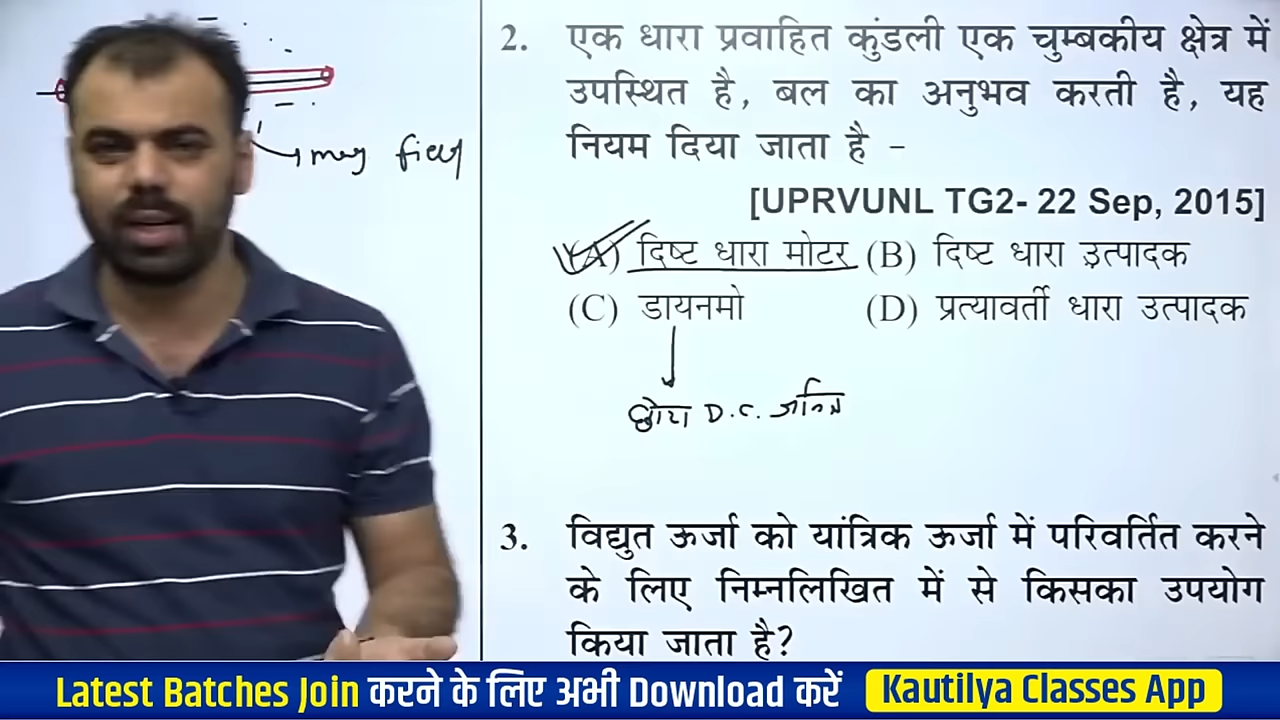 mag field
2. एक धारा प्रवाहित कुंडली एक चुम्बकीय क्षेत्र में
उपस्थित है, बल का अनुभव करती है, यह
नियम दिया जाता है -
[UPRVUNL TG2- 22 Sep, 2015]
(A) दिष्ट धारा मोटर (B) दिष्ट धारा उत्पादक
(C) डायनमो (D) प्रत्यावर्ती धारा उत्पादक
छोटा D.C. जनित्र
3. विद्युत ऊर्जा को यांत्रिक ऊर्जा में परिवर्तित करने
के लिए निम्नलिखित में से किसका उपयोग
किया जाता है?
Latest Batches Join करने के लिए अभी Download करें Kautilya Classes App